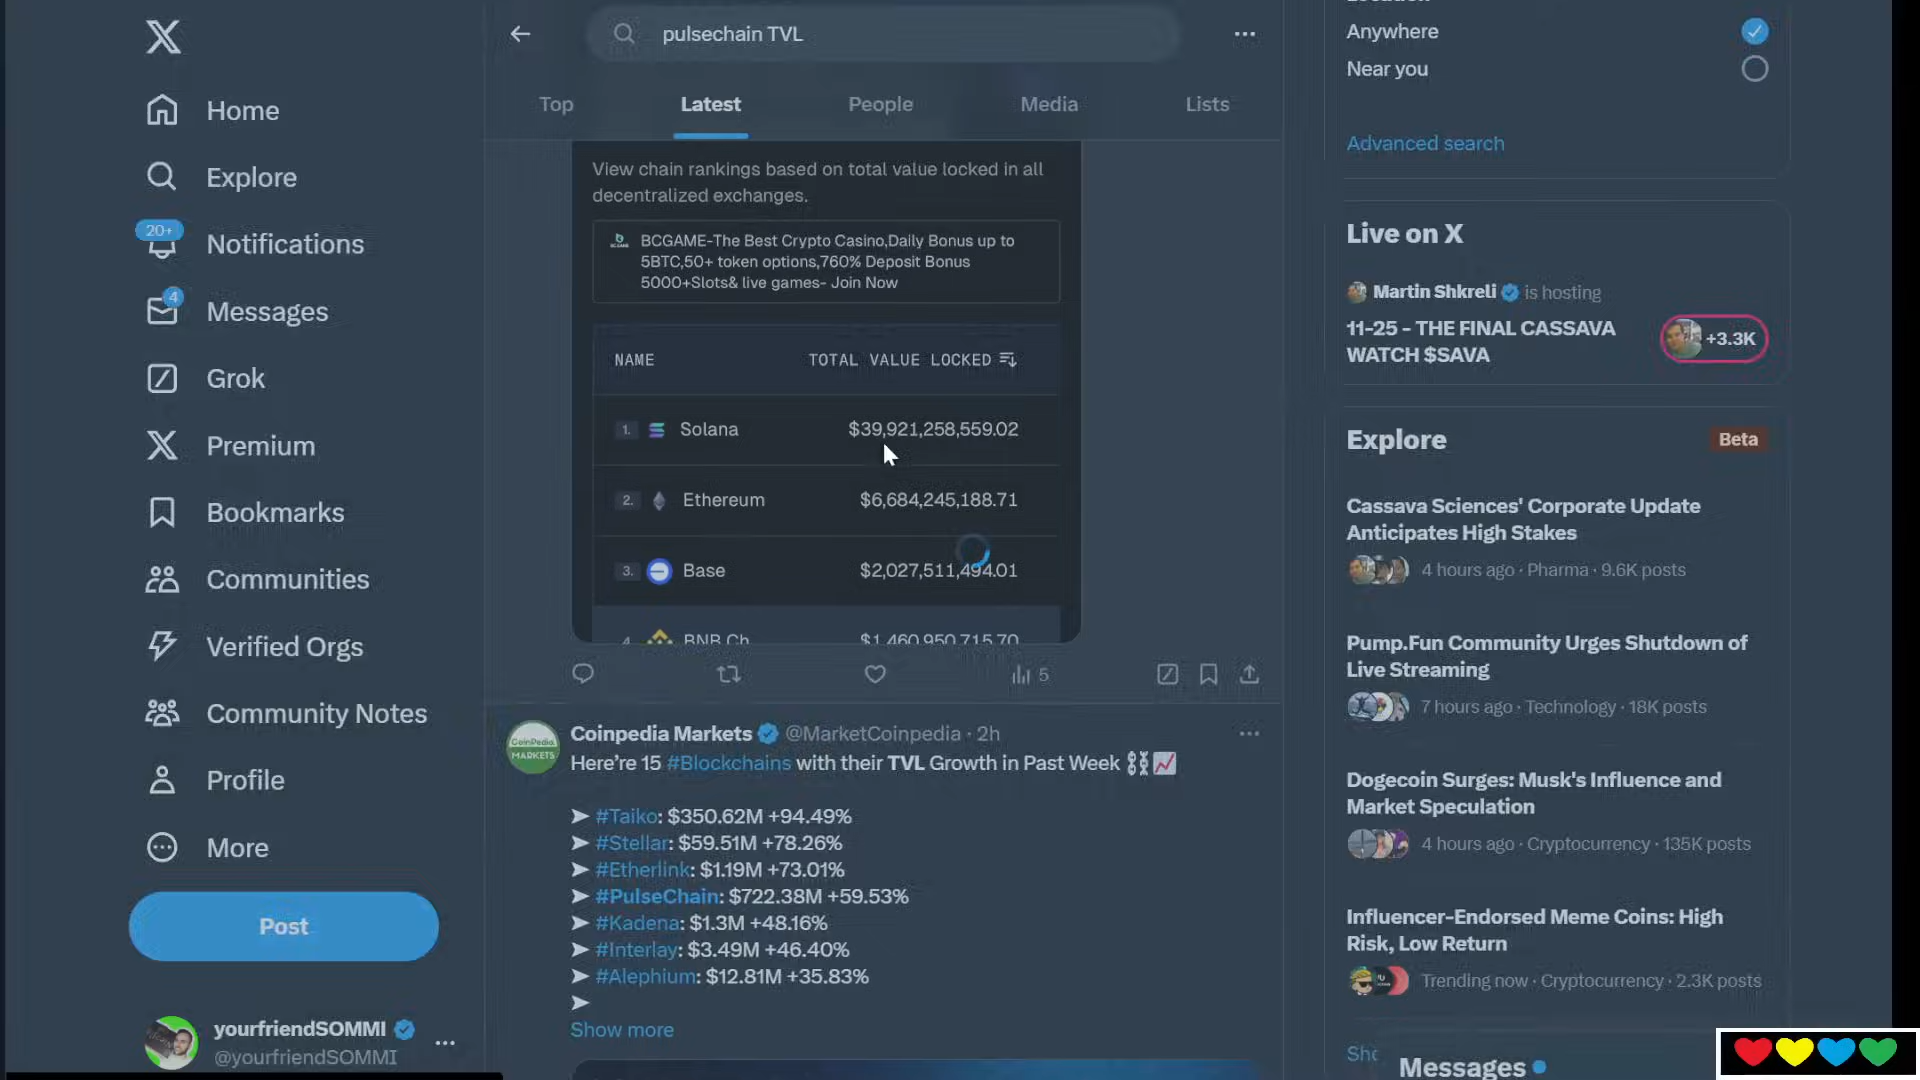 Home
Explore
20+
Notifications
4
Messages
Grok
Premium
Bookmarks
Communities
Verified Orgs
Community Notes
Profile
More
Post
yourfriendSOMMI
@yourfriendSOMMI
pulsechain TVL
Top
Latest
People
Media
Lists
View chain rankings based on total value locked in all
decentralized exchanges.
BCGAME-The Best Crypto Casino,Daily Bonus up to
5BTC,50+ token options,760% Deposit Bonus
5000+Slots& live games- Join Now
NAME TOTAL VALUE LOCKED
1. Solana $39,921,258,559.02
2. Ethereum $6,684,245,188.71
3. Base $2,027,511,494.01
4. BNB Ch $1,460,950,715.70
5
Coinpedia Markets @MarketCoinpedia · 2h
Here're 15 #Blockchains with their TVL Growth in Past Week
➤ #Taiko: $350.62M +94.49%
➤ #Stellar: $59.51M +78.26%
➤ #Etherlink: $1.19M +73.01%
➤ #PulseChain: $722.38M +59.53%
➤ #Kadena: $1.3M +48.16%
➤ #Interlay: $3.49M +46.40%
➤ #Alephium: $12.81M +35.83%
➤
Show more
Anywhere
Near you
Advanced search
Live on X
Martin Shkreli is hosting
11-25 - THE FINAL CASSAVA
WATCH $SAVA
+3.3K
Explore
Beta
Cassava Sciences' Corporate Update
Anticipates High Stakes
4 hours ago · Pharma · 9.6K posts
Pump.Fun Community Urges Shutdown of
Live Streaming
7 hours ago · Technology · 18K posts
Dogecoin Surges: Musk's Influence and
Market Speculation
4 hours ago · Cryptocurrency · 135K posts
Influencer-Endorsed Meme Coins: High
Risk, Low Return
Trending now · Cryptocurrency · 2.3K posts
Messages